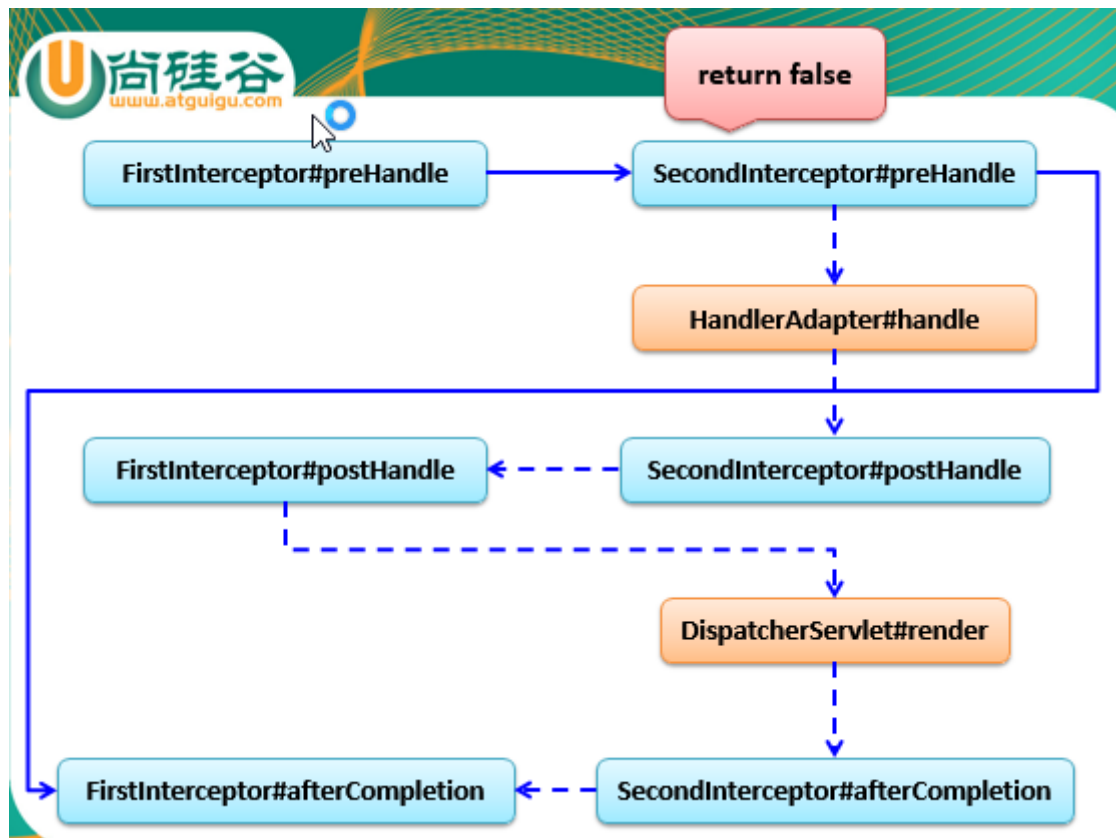 尚硅谷
www.atguigu.com
return false
FirstInterceptor#preHandle
SecondInterceptor#preHandle
HandlerAdapter#handle
FirstInterceptor#postHandle
SecondInterceptor#postHandle
DispatcherServlet#render
FirstInterceptor#afterCompletion
SecondInterceptor#afterCompletion